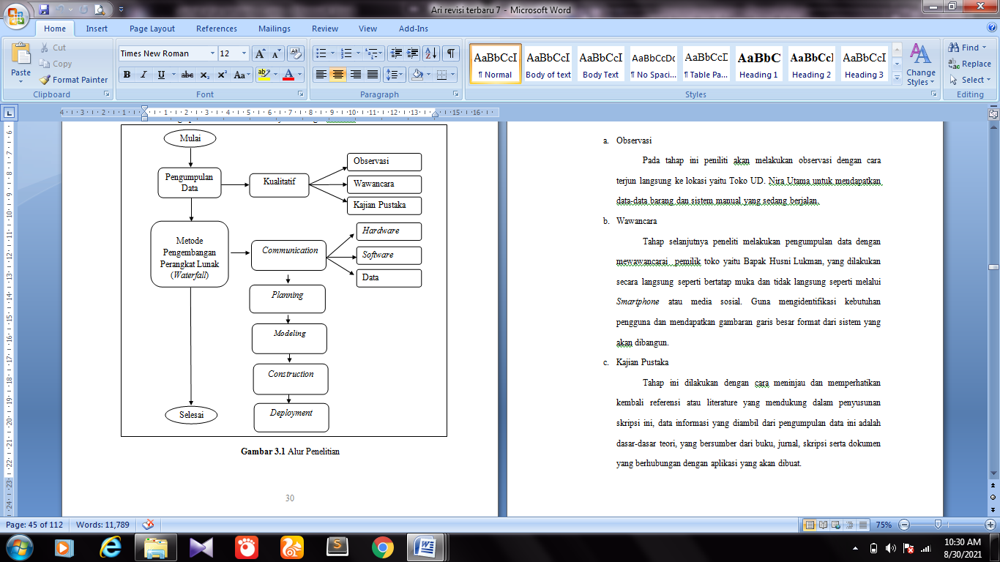 Ari revisi terbaru 7 - Microsoft Word
Home Insert Page Layout References Mailings Review View Add-Ins
Paste
Cut
Copy
Format Painter
Clipboard
Times New Roman 12
Font
Paragraph
AaBbCcI AaBbCcI AaBbCcI AaBbCcDc AaBbCcI AaBbC AaBbCcI AaBbCcI
¶ Normal Body of text Body Text ¶ No Spaci... ¶ Table Pa... Heading 1 Heading 2 Heading 3
Change
Styles
Styles
Find
Replace
Select
Editing
Mulai
Pengumpulan
Data
Kualitatif
Observasi
Wawancara
Kajian Pustaka
Metode
Pengembangan
Perangkat Lunak
(Waterfall)
Communication
Hardware
Software
Data
Planning
Modeling
Construction
Deployment
Selesai
Gambar 3.1 Alur Penelitian
30
a. Observasi
Pada tahap ini peniliti akan melakukan observasi dengan cara
terjun langsung ke lokasi yaitu Toko UD. Nira Utama untuk mendapatkan
data-data barang dan sistem manual yang sedang berjalan.
b. Wawancara
Tahap selanjutnya peneliti melakukan pengumpulan data dengan
mewawancarai pemilik toko yaitu Bapak Husni Lukman, yang dilakukan
secara langsung seperti bertatap muka dan tidak langsung seperti melalui
Smartphone atau media sosial. Guna mengidentifikasi kebutuhan
pengguna dan mendapatkan gambaran garis besar format dari sistem yang
akan dibangun.
c. Kajian Pustaka
Tahap ini dilakukan dengan cara meninjau dan memperhatikan
kembali referensi atau literature yang mendukung dalam penyusunan
skripsi ini, data informasi yang diambil dari pengumpulan data ini adalah
dasar-dasar teori, yang bersumber dari buku, jurnal, skripsi serta dokumen
yang berhubungan dengan aplikasi yang akan dibuat.
Page: 45 of 112 Words: 11,789
75%
10:30 AM
8/30/2021